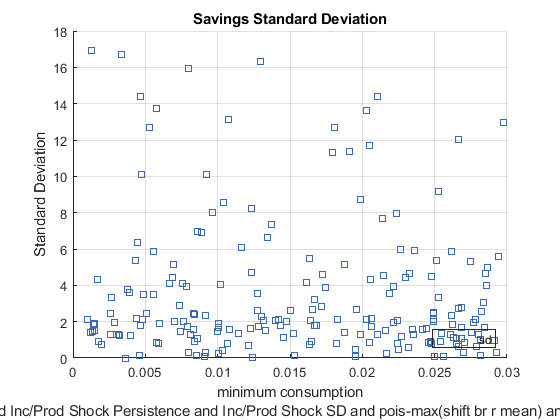 Savings Standard Deviation
18
16
14
12
10
8
6
4
2
0
Standard Deviation
sd
0 0.005 0.01 0.015 0.02 0.025 0.03
minimum consumption
d Inc/Prod Shock Persistence and Inc/Prod Shock SD and pois-max(shift br r mean) ar